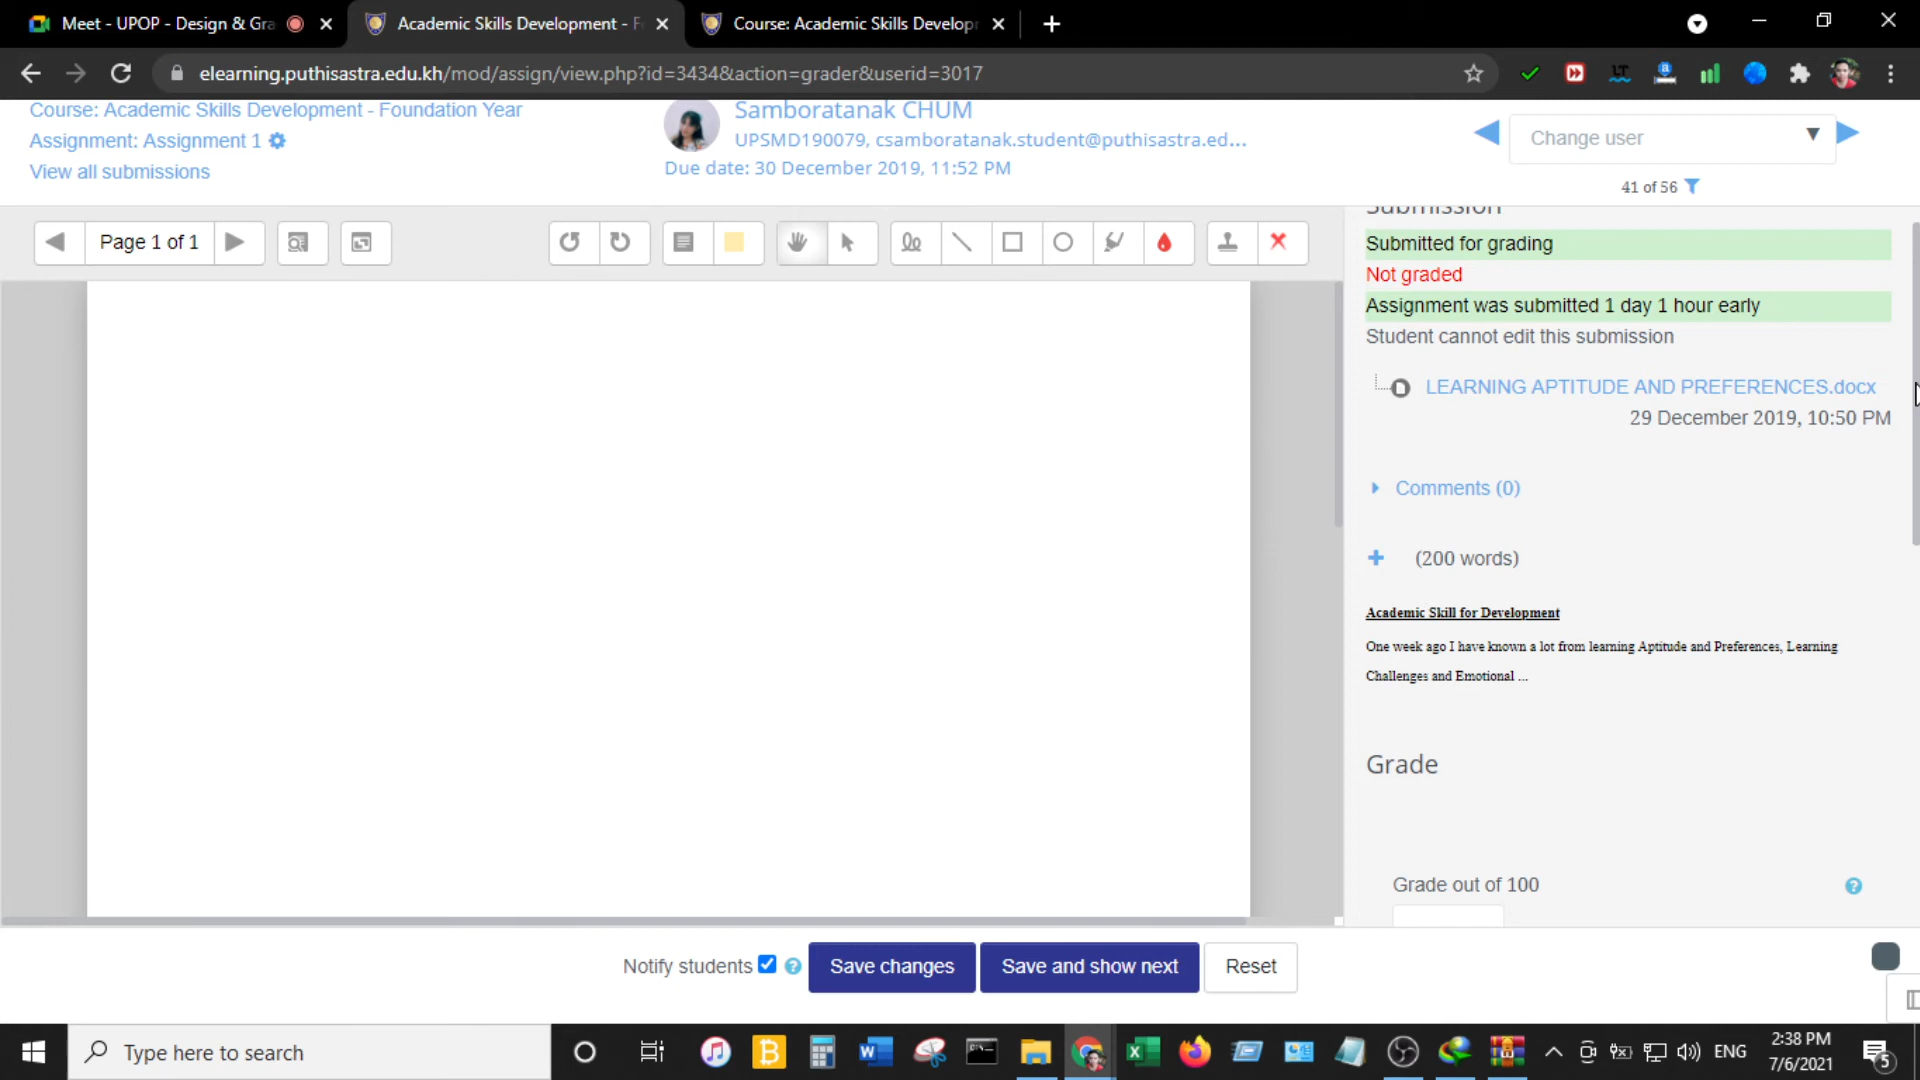 Meet - UPOP - Design & Gra
Academic Skills Development - F
Course: Academic Skills Develop
elearning.puthisastra.edu.kh/mod/assign/view.php?id=3434&action=grader&userid=3017
Course: Academic Skills Development - Foundation Year
Assignment: Assignment 1
View all submissions
Samboratanak CHUM
UPSMD190079, csamboratanak.student@puthisastra.ed...
Due date: 30 December 2019, 11:52 PM
Change user
41 of 56
Page 1 of 1
Submission
Submitted for grading
Not graded
Assignment was submitted 1 day 1 hour early
Student cannot edit this submission
LEARNING APTITUDE AND PREFERENCES.docx
29 December 2019, 10:50 PM
Comments (0)
(200 words)
Academic Skill for Development
One week ago I have known a lot from learning Aptitude and Preferences, Learning
Challenges and Emotional ...
Grade
Grade out of 100
Notify students
Save changes
Save and show next
Reset
Type here to search
ENG
2:38 PM
7/6/2021
5